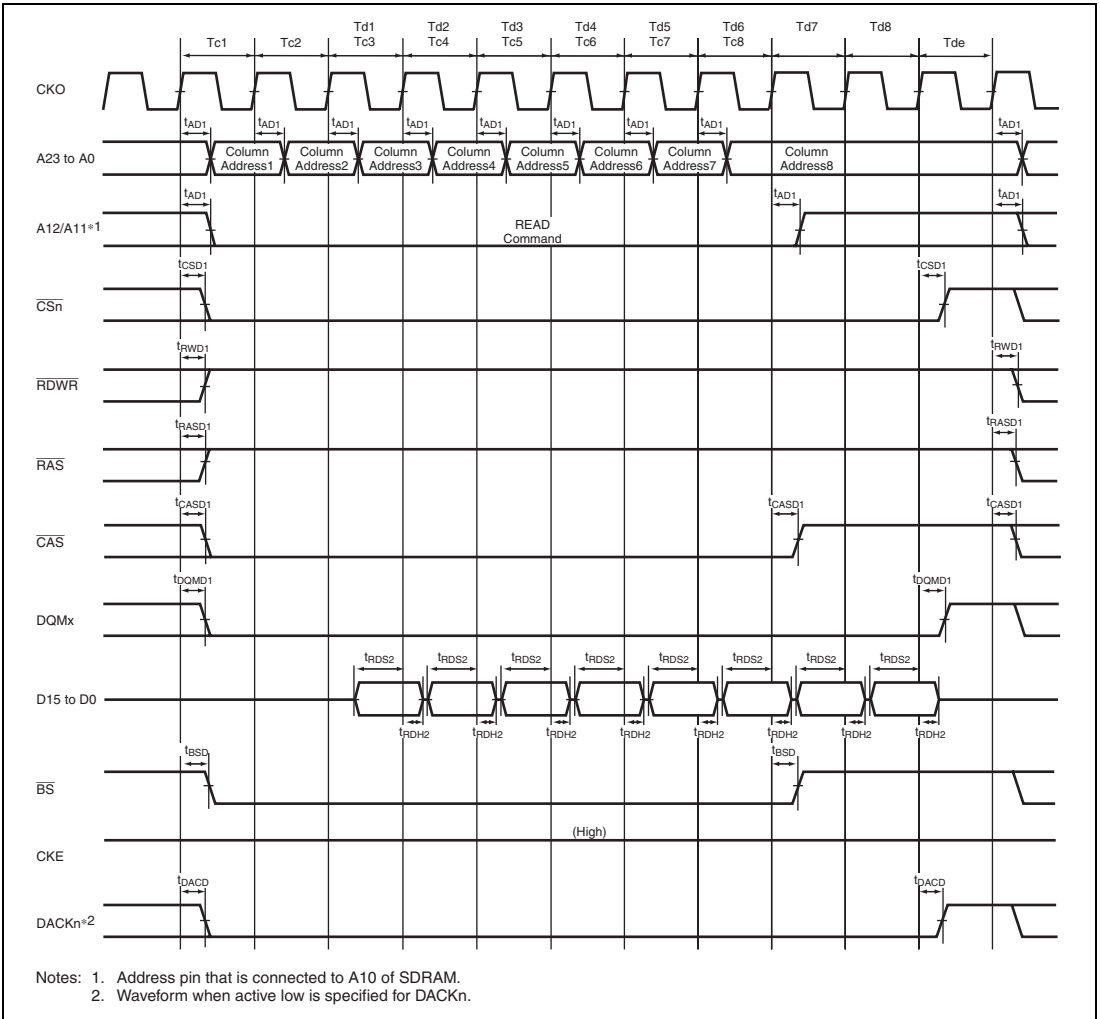 Td1 Td2 Td3 Td4 Td5 Td6
Tc1 Tc2 Tc3 Tc4 Tc5 Tc6 Tc7 Tc8 Td7 Td8 Tde
CKO
tAD1 tAD1 tAD1 tAD1 tAD1 tAD1 tAD1 tAD1 tAD1
A23 to A0
Column Address1
Column Address2
Column Address3
Column Address4
Column Address5
Column Address6
Column Address7
Column Address8
tAD1 tAD1 tAD1
A12/A11*1
READ
Command
tCSD1 tCSD1
CSn
tRWD1 tRWD1
RDWR
tRASD1 tRASD1
RAS
tCASD1 tCASD1 tCASD1
CAS
tDQMD1 tDQMD1
DQMx
tRDS2 tRDS2 tRDS2 tRDS2 tRDS2 tRDS2 tRDS2 tRDS2
D15 to D0
tRDH2 tRDH2 tRDH2 tRDH2 tRDH2 tRDH2 tRDH2 tRDH2
tBSD tBSD
BS
(High)
CKE
tDACD tDACD
DACKn*2
Notes: 1. Address pin that is connected to A10 of SDRAM.
2. Waveform when active low is specified for DACKn.